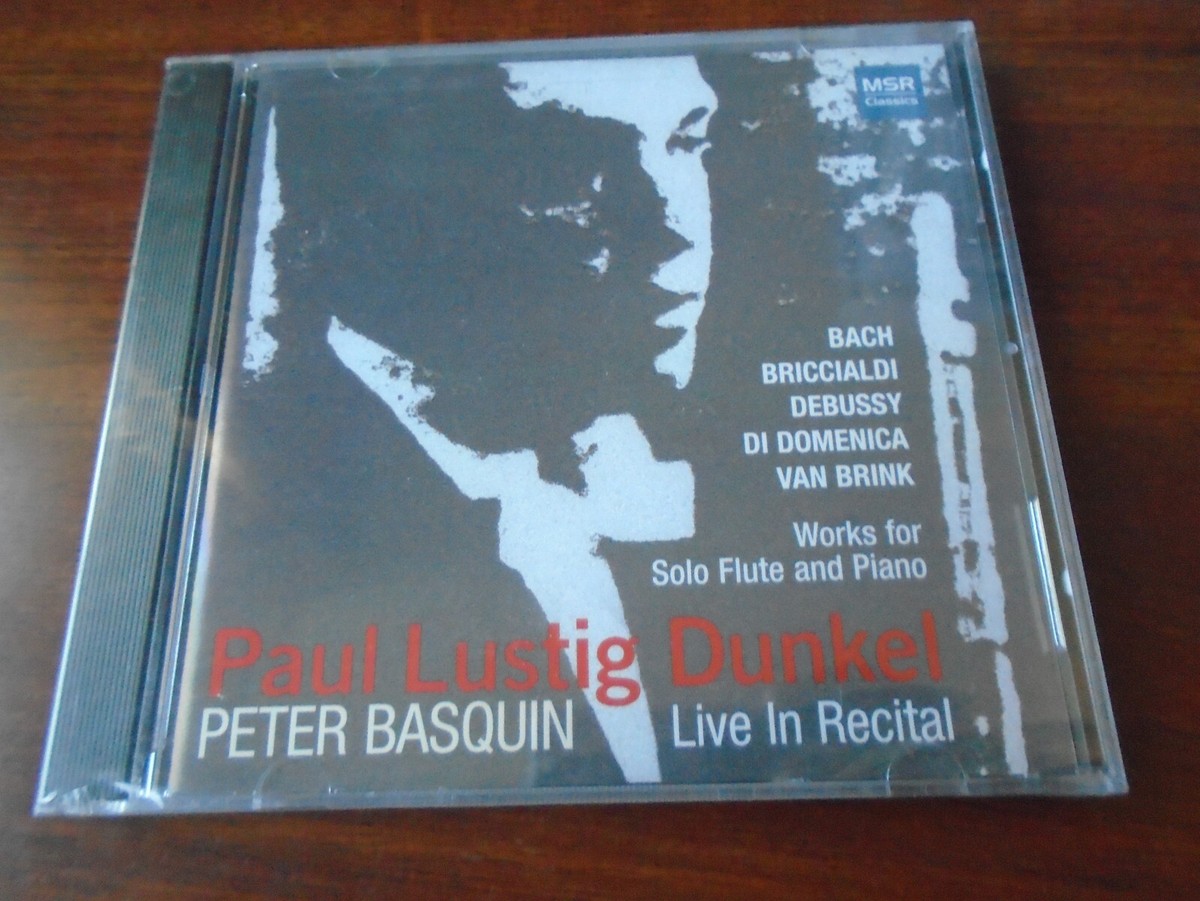 MSR
Classics
BACH
BRICCIALDI
DEBUSSY
DI DOMENICA
VAN BRINK
Works for
Solo Flute and Piano
Paul Lustig Dunkel
PETER BASQUIN Live In Recital